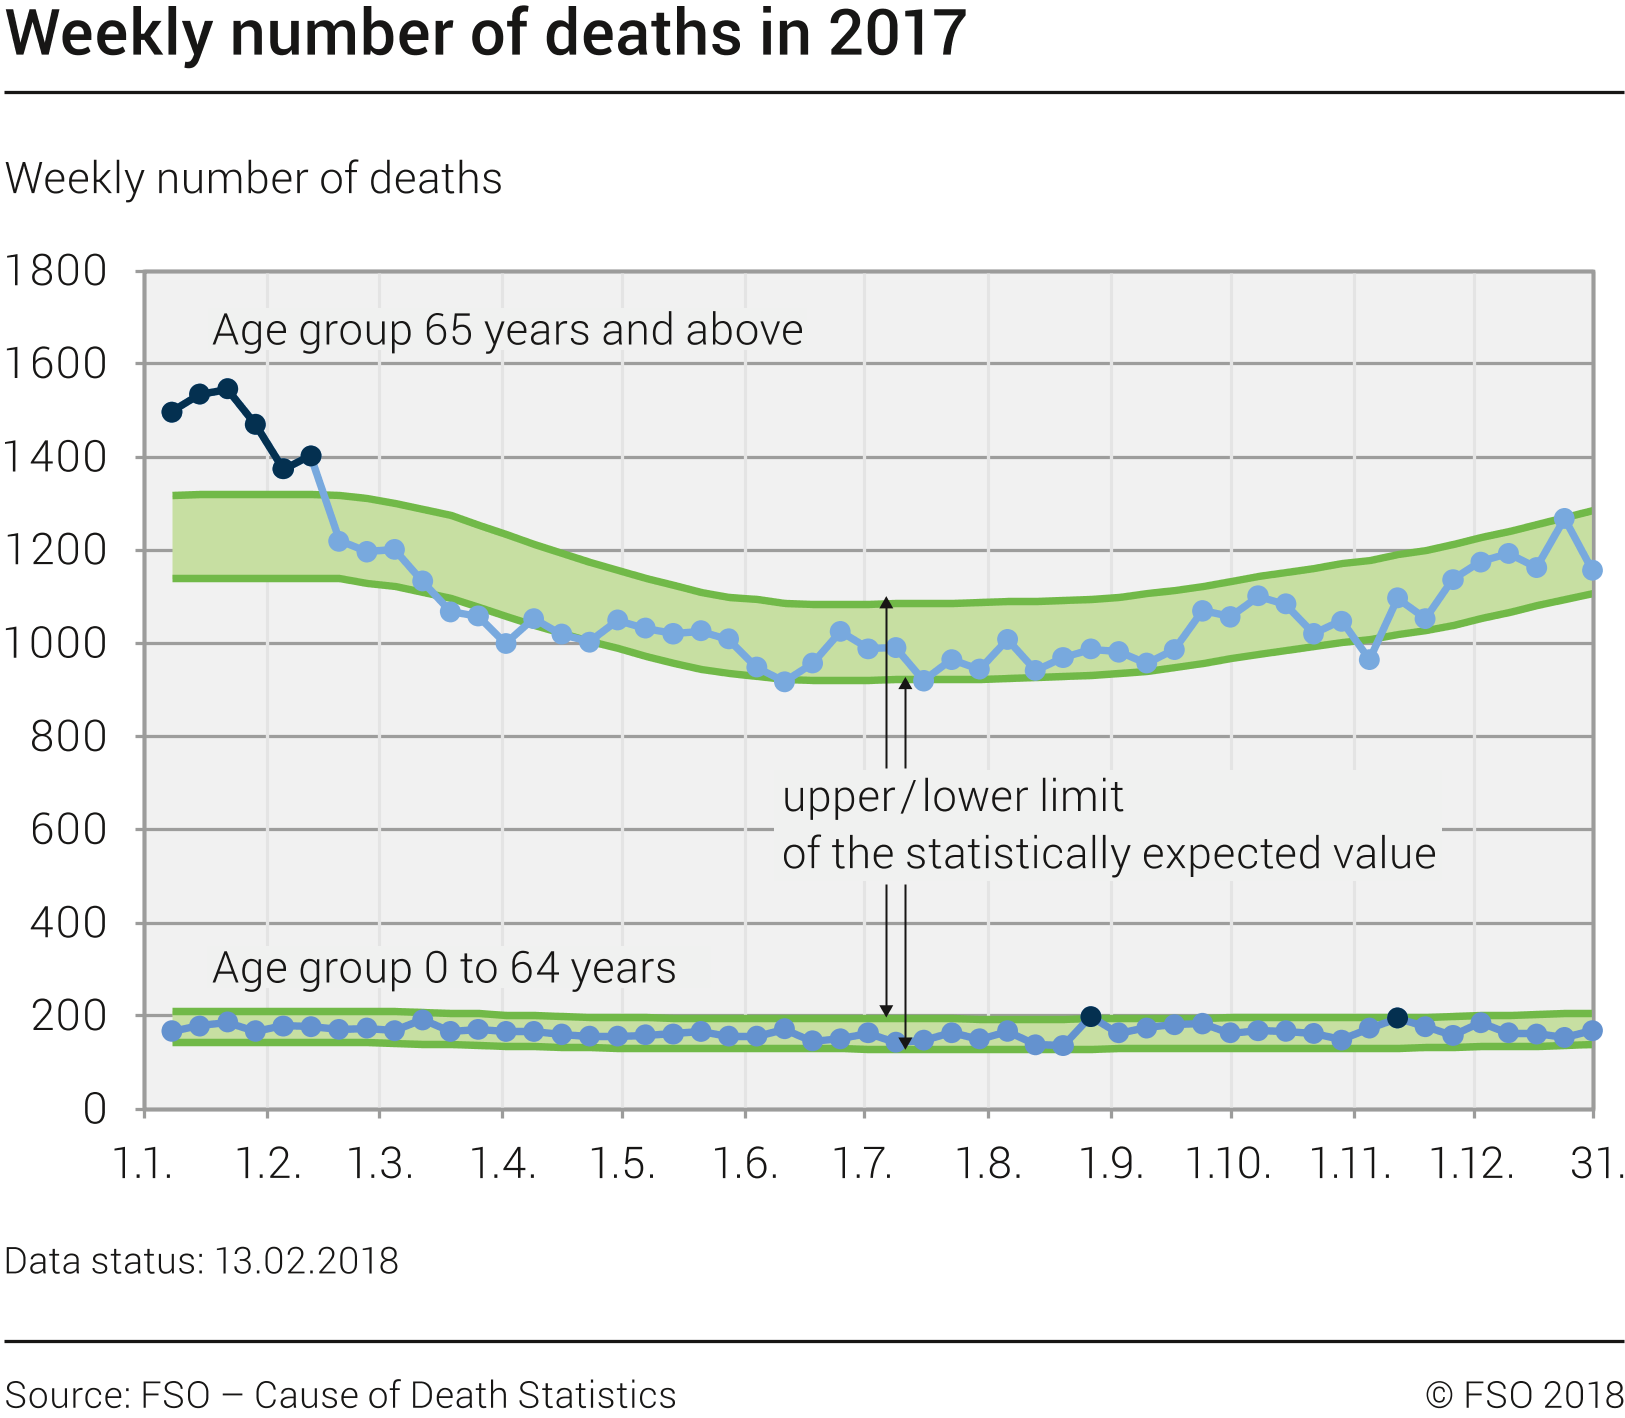 Weekly number of deaths in 2017
Weekly number of deaths
1800
Age group 65 years and above
1600
1400
1200
1000
800
upper/lower limit
600
of the statistically expected value
400
Age group 0 to 64 years
200
0
1.1. 1.2. 1.3. 1.4. 1.5. 1.6. 1.7. 1.8. 1.9. 1.10. 1.11. 1.12. 31.
Data status: 13.02.2018
Source: FSO – Cause of Death Statistics © FSO 2018